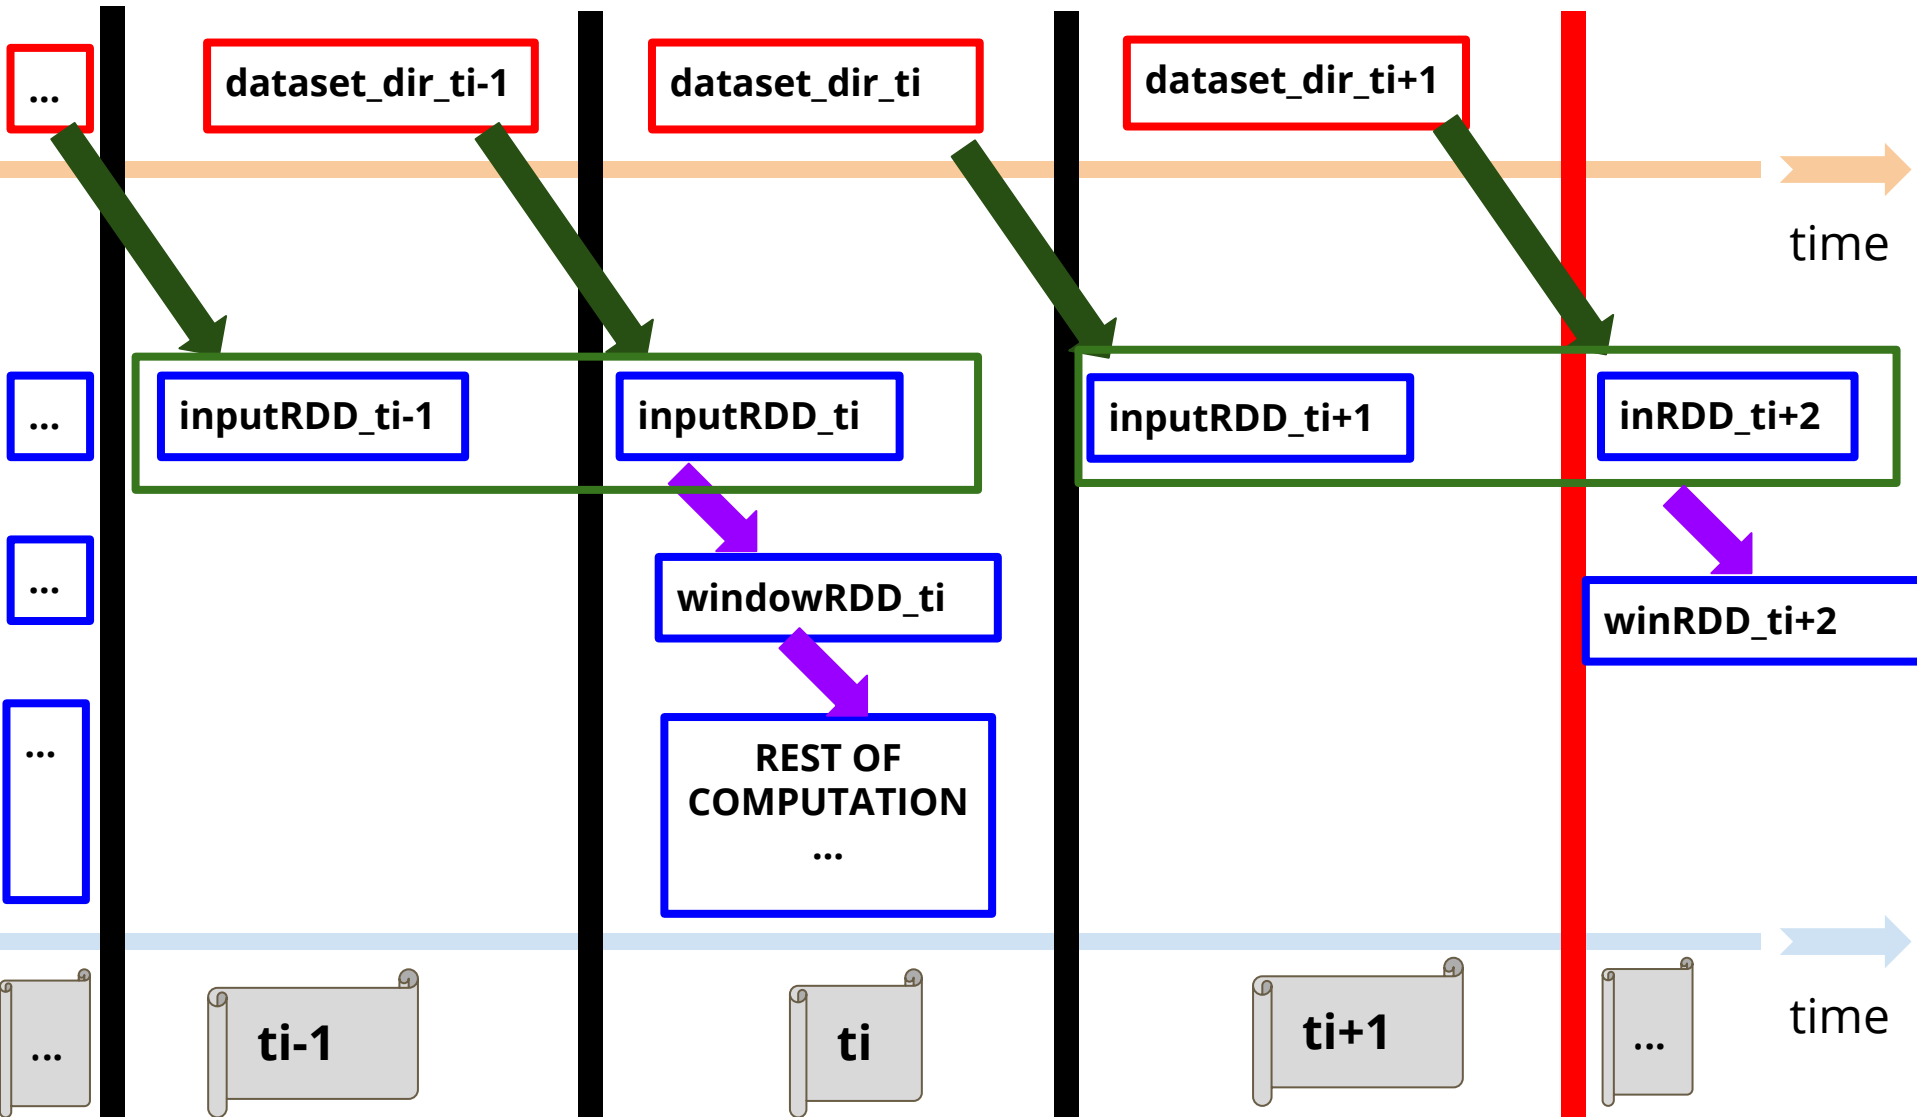 ...
dataset_dir_ti-1
dataset_dir_ti
dataset_dir_ti+1
time
...
inputRDD_ti-1
inputRDD_ti
inputRDD_ti+1
inRDD_ti+2
...
windowRDD_ti
winRDD_ti+2
...
REST OF
COMPUTATION
...
...
ti-1
ti
ti+1
...
time